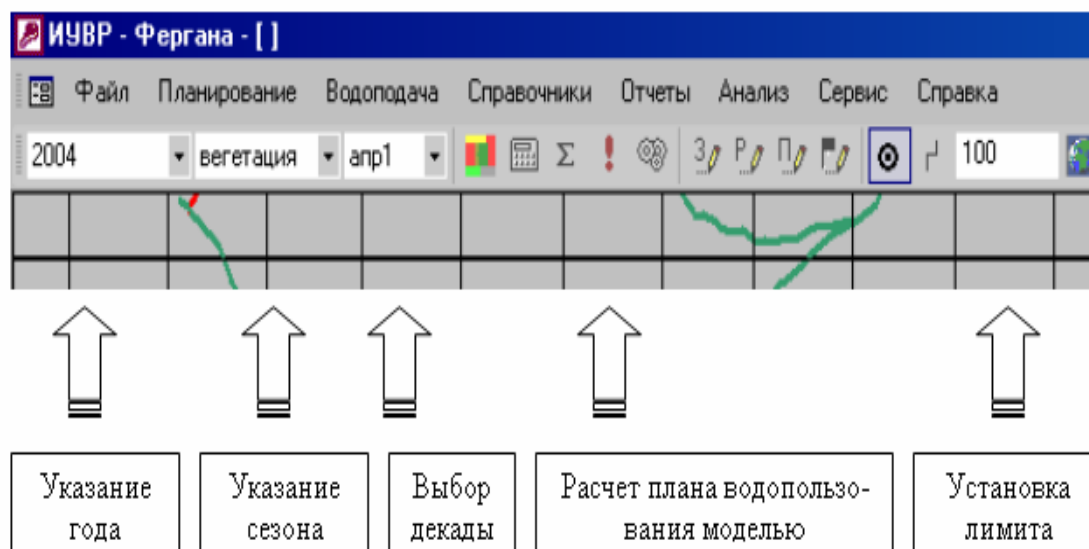 ИУВР - Фергана - [ ]
Файл Планирование Водоподача Справочники Отчеты Анализ Сервис Справка
2004 вегетация апр1 Σ ! З Р П 100
Указание
года
Указание
сезона
Выбор
декады
Расчет плана водопользо-
вания моделью
Установка
лимита